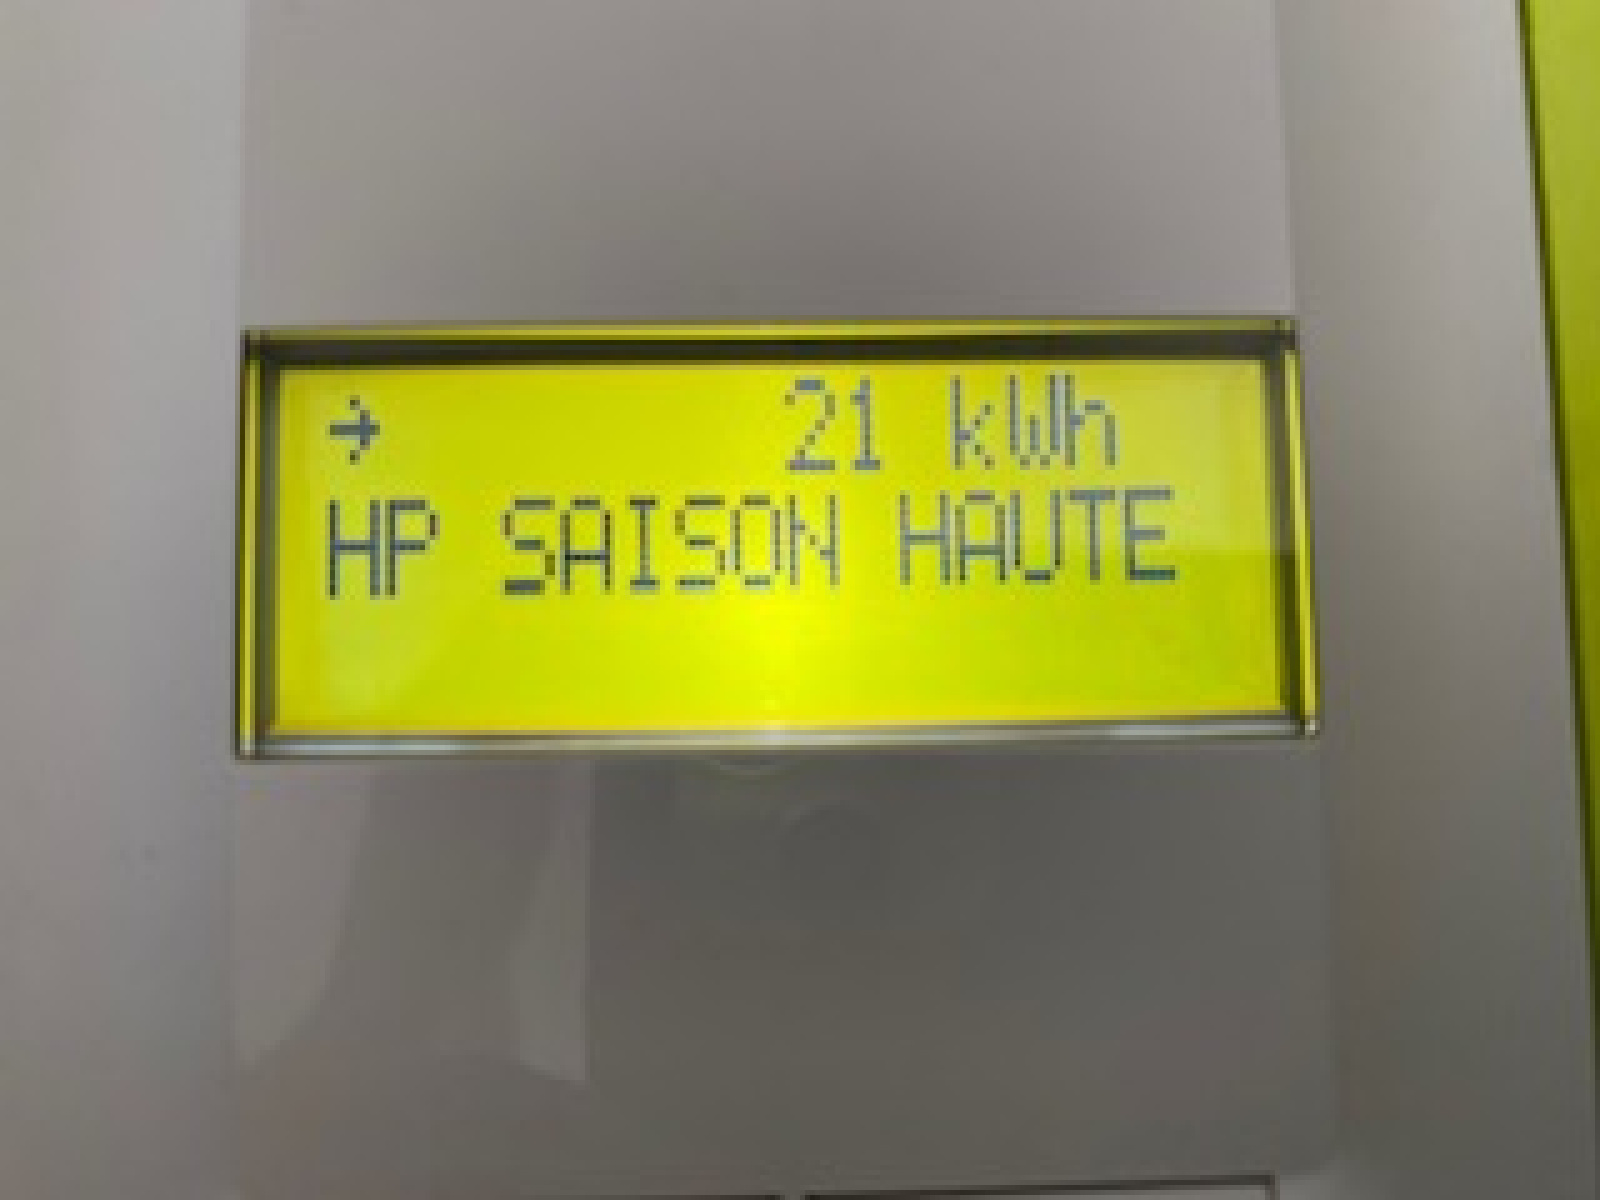 → 21 kWh
HP SAISON HAUTE